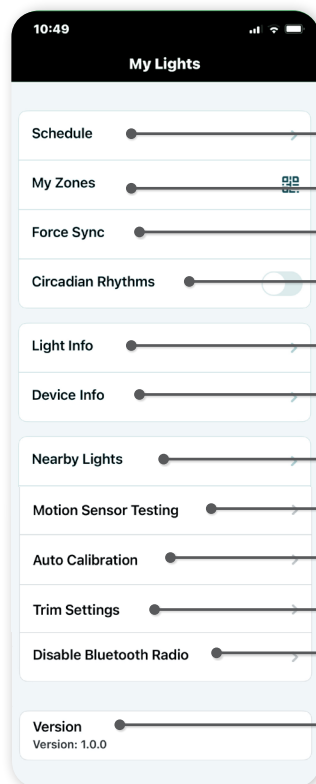 10:49
My Lights
Schedule
My Zones
Force Sync
Circadian Rhythms
Light Info
Device Info
Nearby Lights
Motion Sensor Testing
Auto Calibration
Trim Settings
Disable Bluetooth Radio
Version
Version: 1.0.0